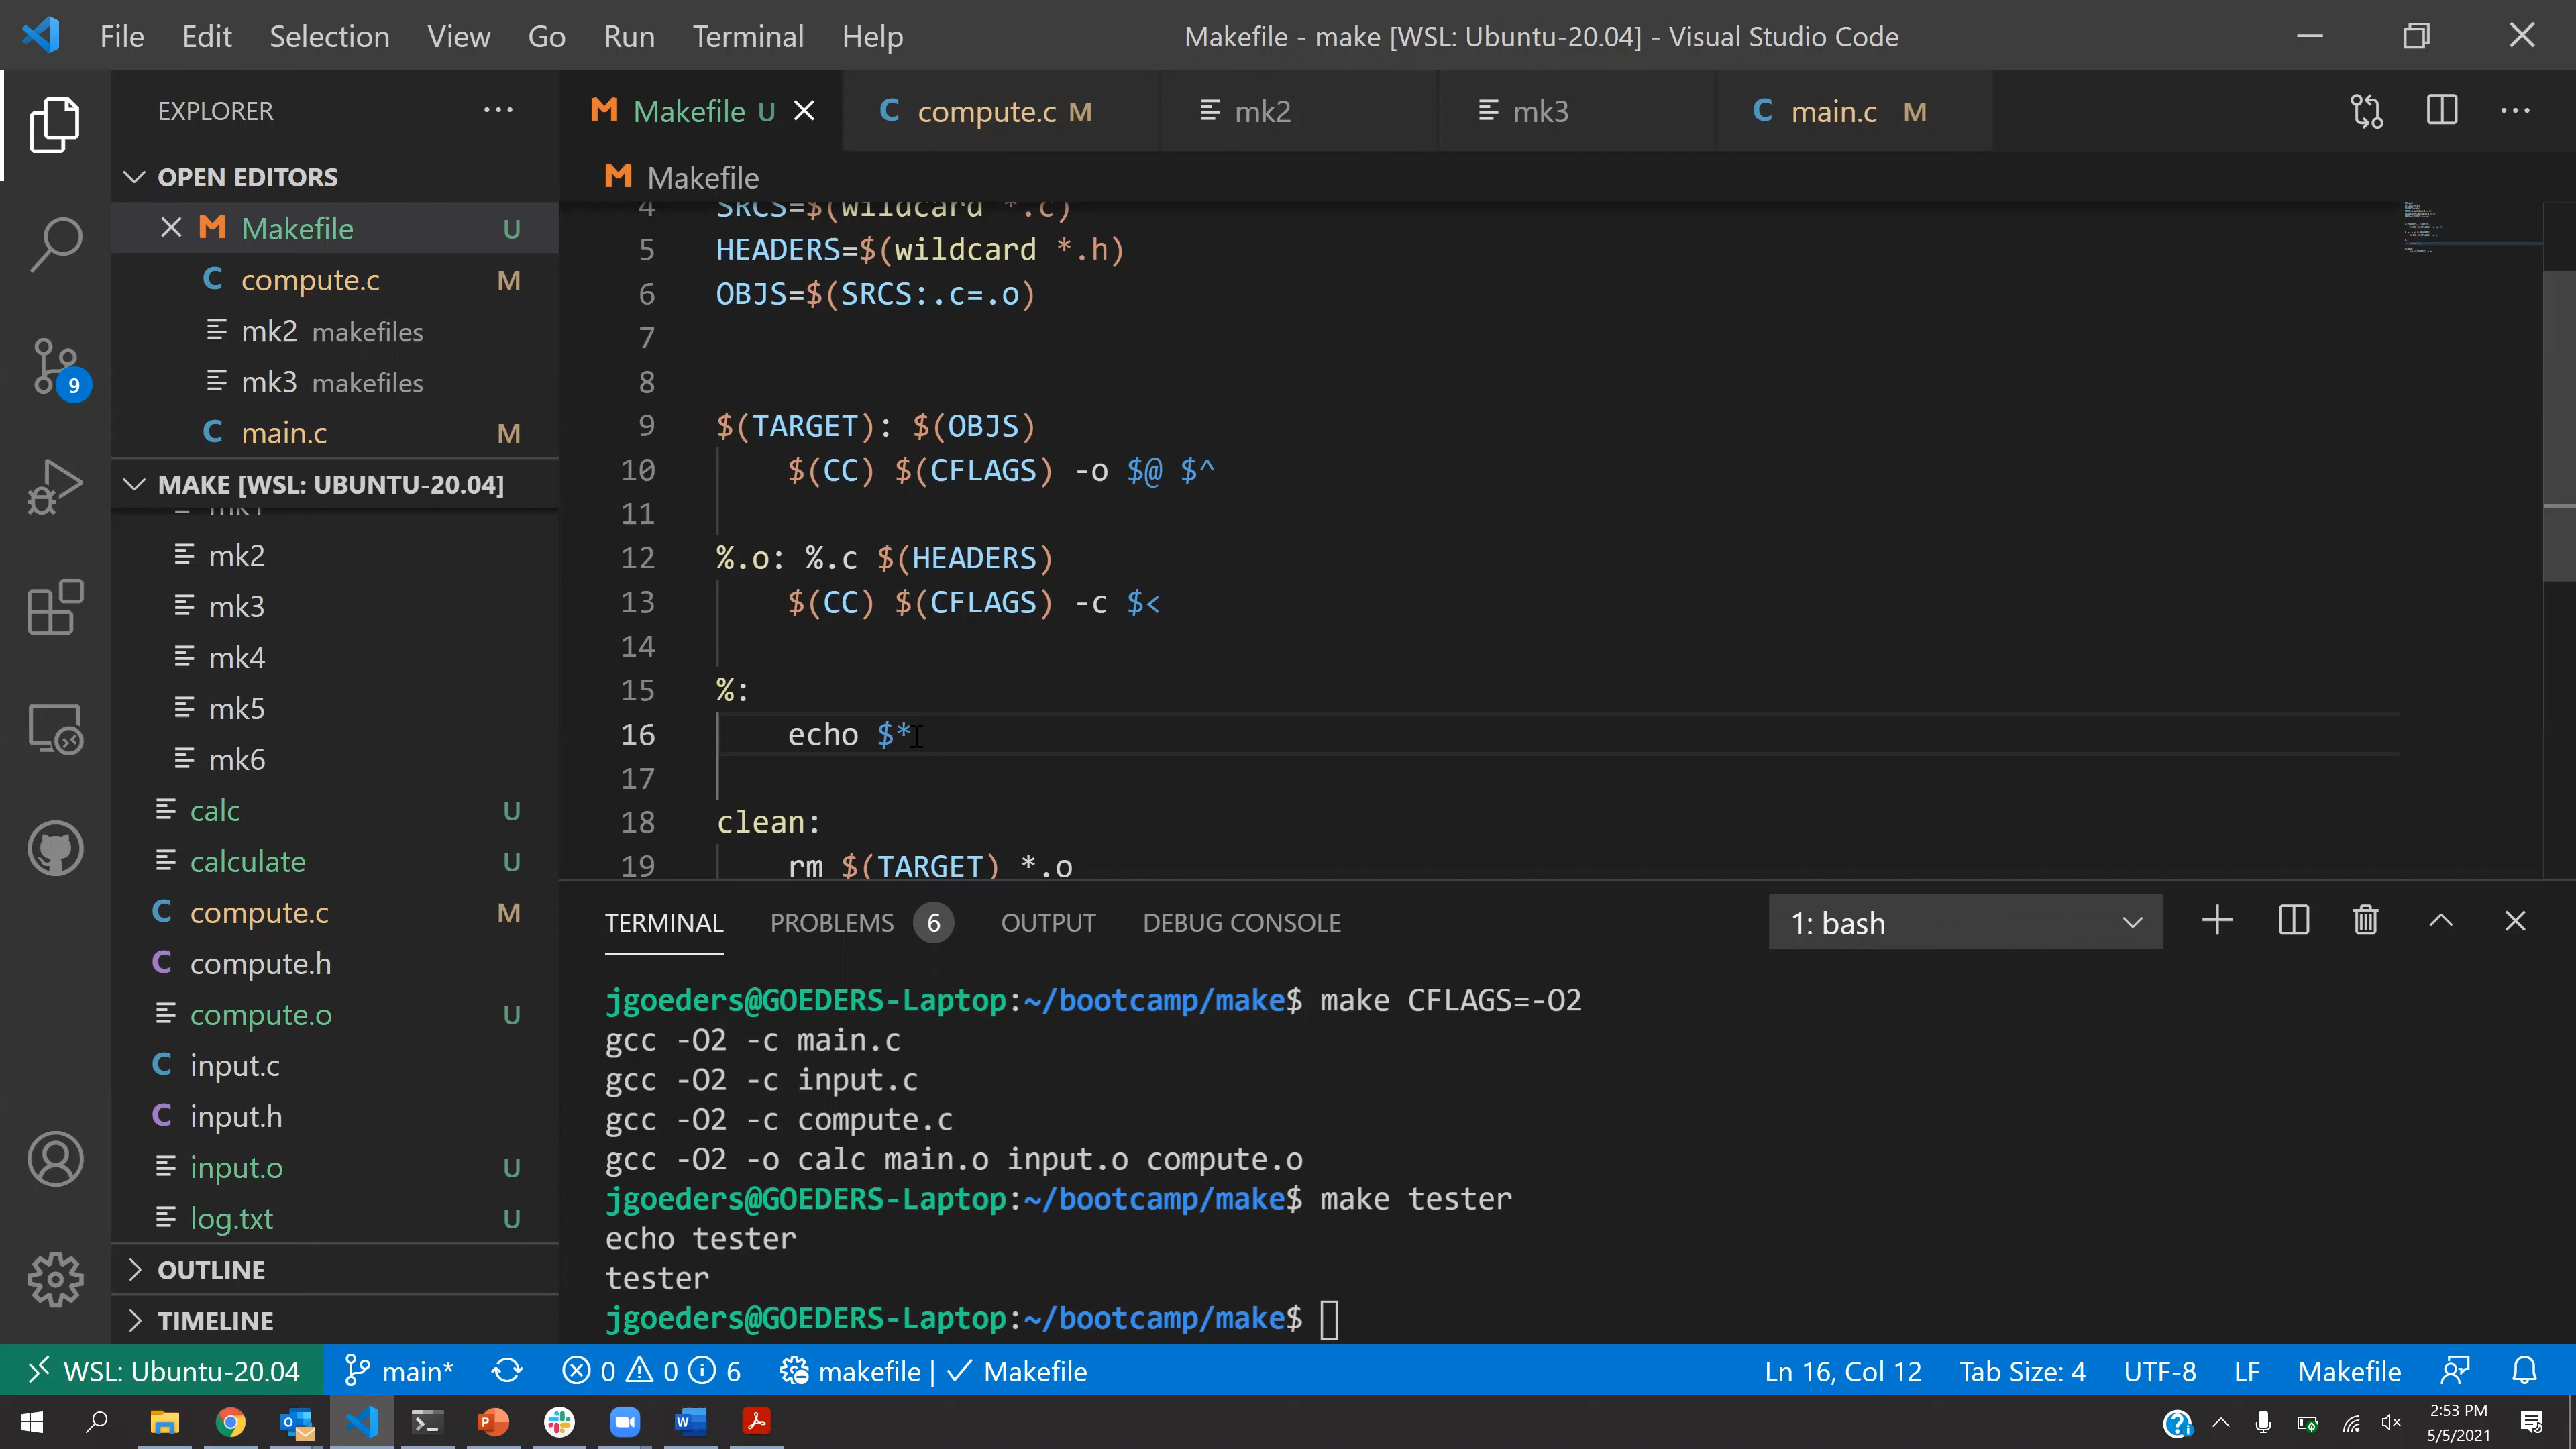 File Edit Selection View Go Run Terminal Help Makefile - make [WSL: Ubuntu-20.04] - Visual Studio Code
EXPLORER
Makefile U
compute.c M
mk2
mk3
main.c M
OPEN EDITORS
Makefile U
compute.c M
mk2 makefiles
mk3 makefiles
main.c M
MAKE [WSL: UBUNTU-20.04]
mk1
mk2
mk3
mk4
mk5
mk6
calc U
calculate U
compute.c M
compute.h
compute.o U
input.c
input.h
input.o U
log.txt U
OUTLINE
TIMELINE
Makefile
4 SRCS=$(wildcard *.c)
5 HEADERS=$(wildcard *.h)
6 OBJS=$(SRCS:.c=.o)
7
8
9 $(TARGET): $(OBJS)
10 $(CC) $(CFLAGS) -o $@ $^
11
12 %.o: %.c $(HEADERS)
13 $(CC) $(CFLAGS) -c $<
14
15 %:
16 echo $*
17
18 clean:
19 rm $(TARGET) *.o
TERMINAL PROBLEMS 6 OUTPUT DEBUG CONSOLE 1: bash
jgoeders@GOEDERS-Laptop:~/bootcamp/make$ make CFLAGS=-O2
gcc -O2 -c main.c
gcc -O2 -c input.c
gcc -O2 -c compute.c
gcc -O2 -o calc main.o input.o compute.o
jgoeders@GOEDERS-Laptop:~/bootcamp/make$ make tester
echo tester
tester
jgoeders@GOEDERS-Laptop:~/bootcamp/make$
9
WSL: Ubuntu-20.04 main* 0 0 6 makefile | ✓ Makefile Ln 16, Col 12 Tab Size: 4 UTF-8 LF Makefile
2:53 PM
5/5/2021